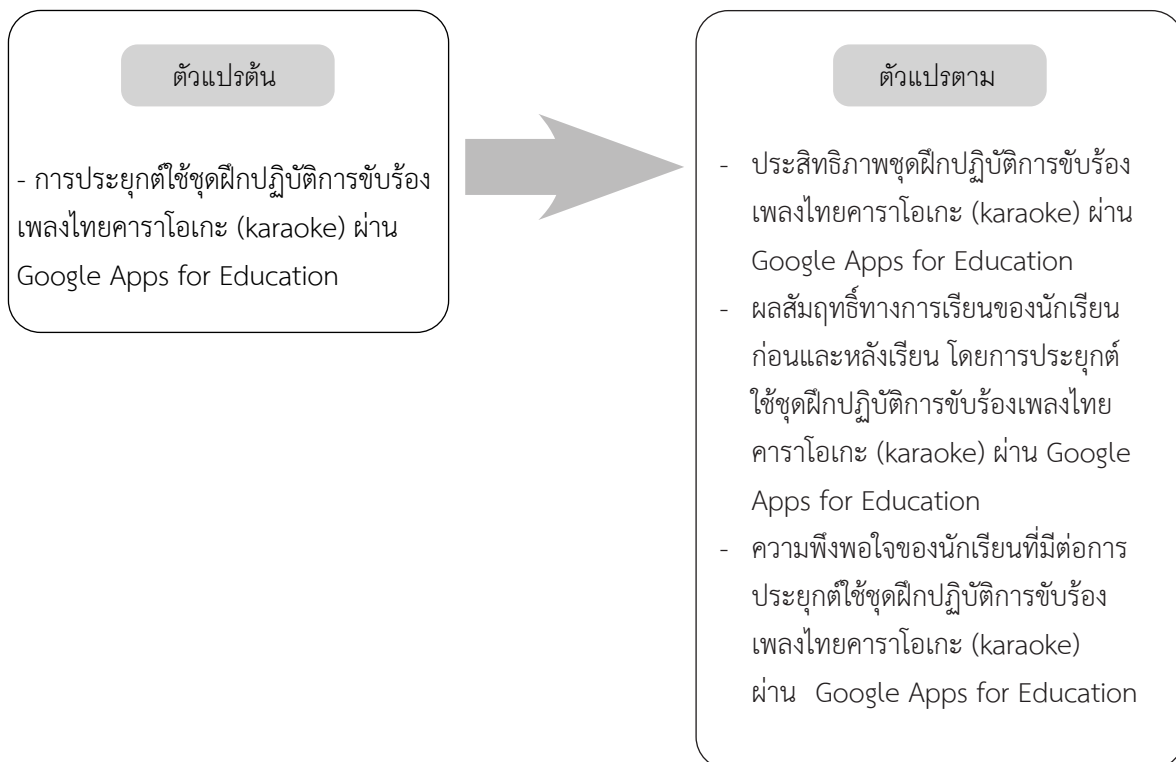 ตัวแปรต้น
- การประยุกต์ใช้ชุดฝึกปฏิบัติการขับร้อง
เพลงไทยคาราโอเกะ (karaoke) ผ่าน
Google Apps for Education
ตัวแปรตาม
- ประสิทธิภาพชุดฝึกปฏิบัติการขับร้อง
เพลงไทยคาราโอเกะ (karaoke) ผ่าน
Google Apps for Education
- ผลสัมฤทธิ์ทางการเรียนของนักเรียน
ก่อนและหลังเรียน โดยการประยุกต์
ใช้ชุดฝึกปฏิบัติการขับร้องเพลงไทย
คาราโอเกะ (karaoke) ผ่าน Google
Apps for Education
- ความพึงพอใจของนักเรียนที่มีต่อการ
ประยุกต์ใช้ชุดฝึกปฏิบัติการขับร้อง
เพลงไทยคาราโอเกะ (karaoke)
ผ่าน Google Apps for Education